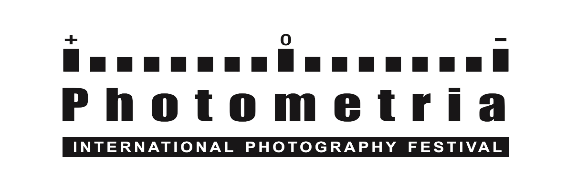 + 0 −
Photometria
INTERNATIONAL PHOTOGRAPHY FESTIVAL